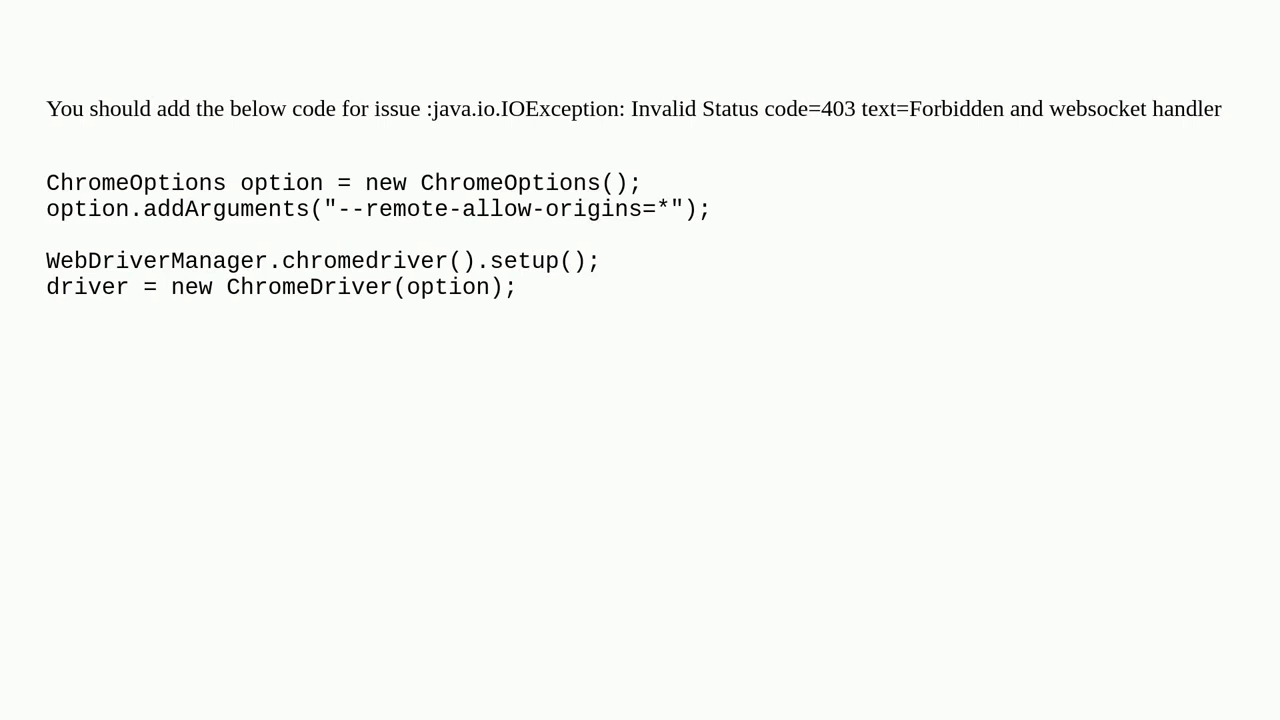 You should add the below code for issue :java.io.IOException: Invalid Status code=403 text=Forbidden and websocket handler
ChromeOptions option = new ChromeOptions();
option.addArguments("--remote-allow-origins=*");
WebDriverManager.chromedriver().setup();
driver = new ChromeDriver(option);